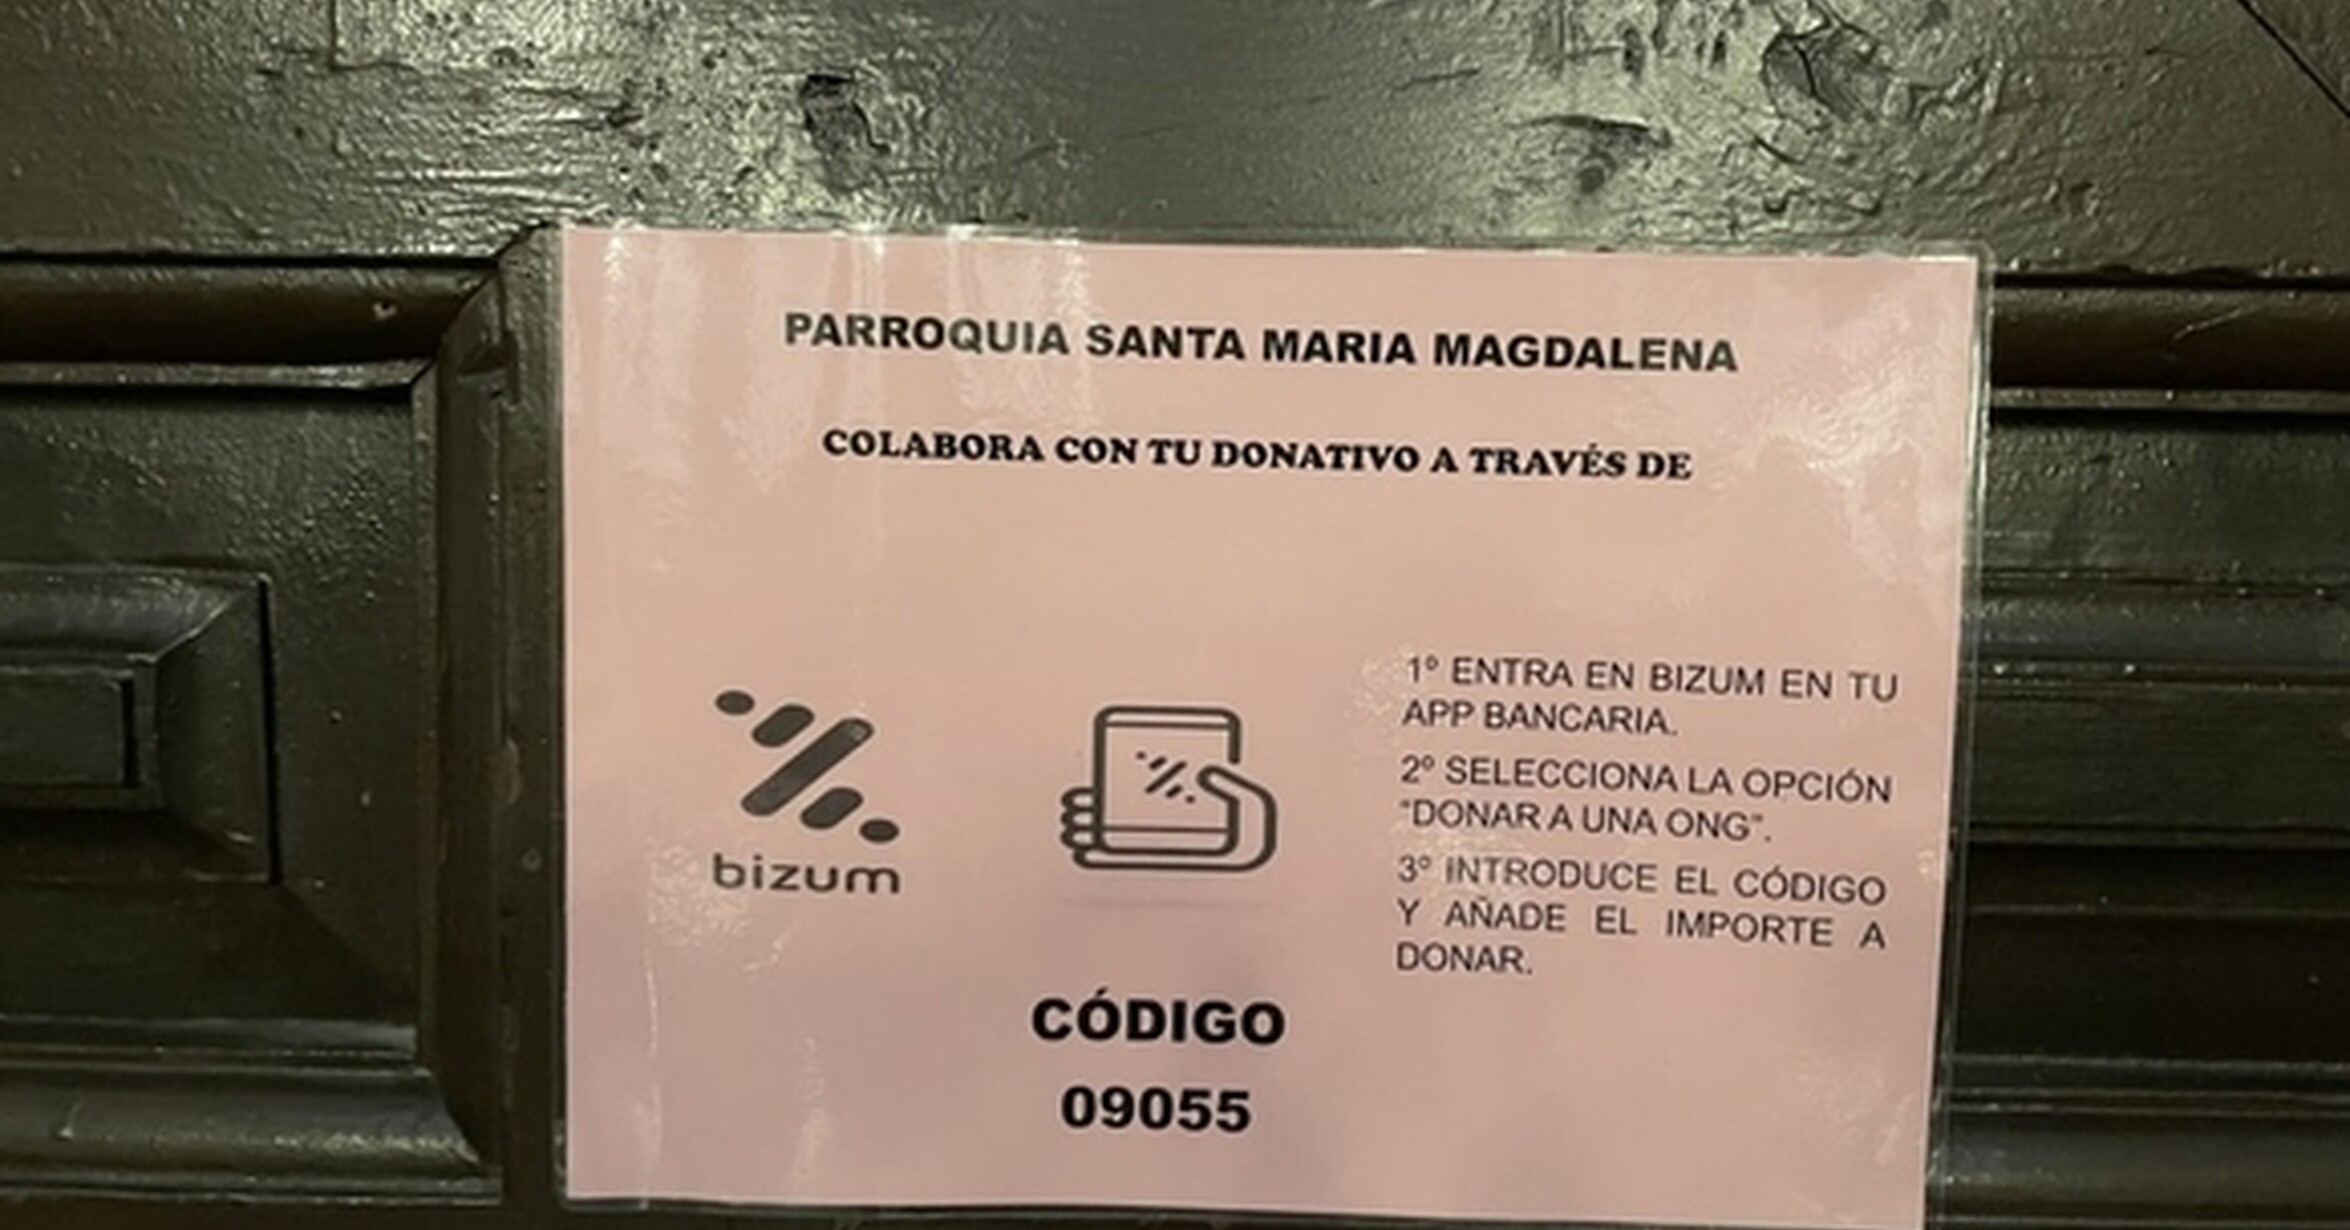 PARROQUIA SANTA MARIA MAGDALENA
COLABORA CON TU DONATIVO A TRAVÉS DE
bizum
1º ENTRA EN BIZUM EN TU
APP BANCARIA.
2º SELECCIONA LA OPCIÓN
"DONAR A UNA ONG".
3º INTRODUCE EL CÓDIGO
Y AÑADE EL IMPORTE A
DONAR.
CÓDIGO
09055